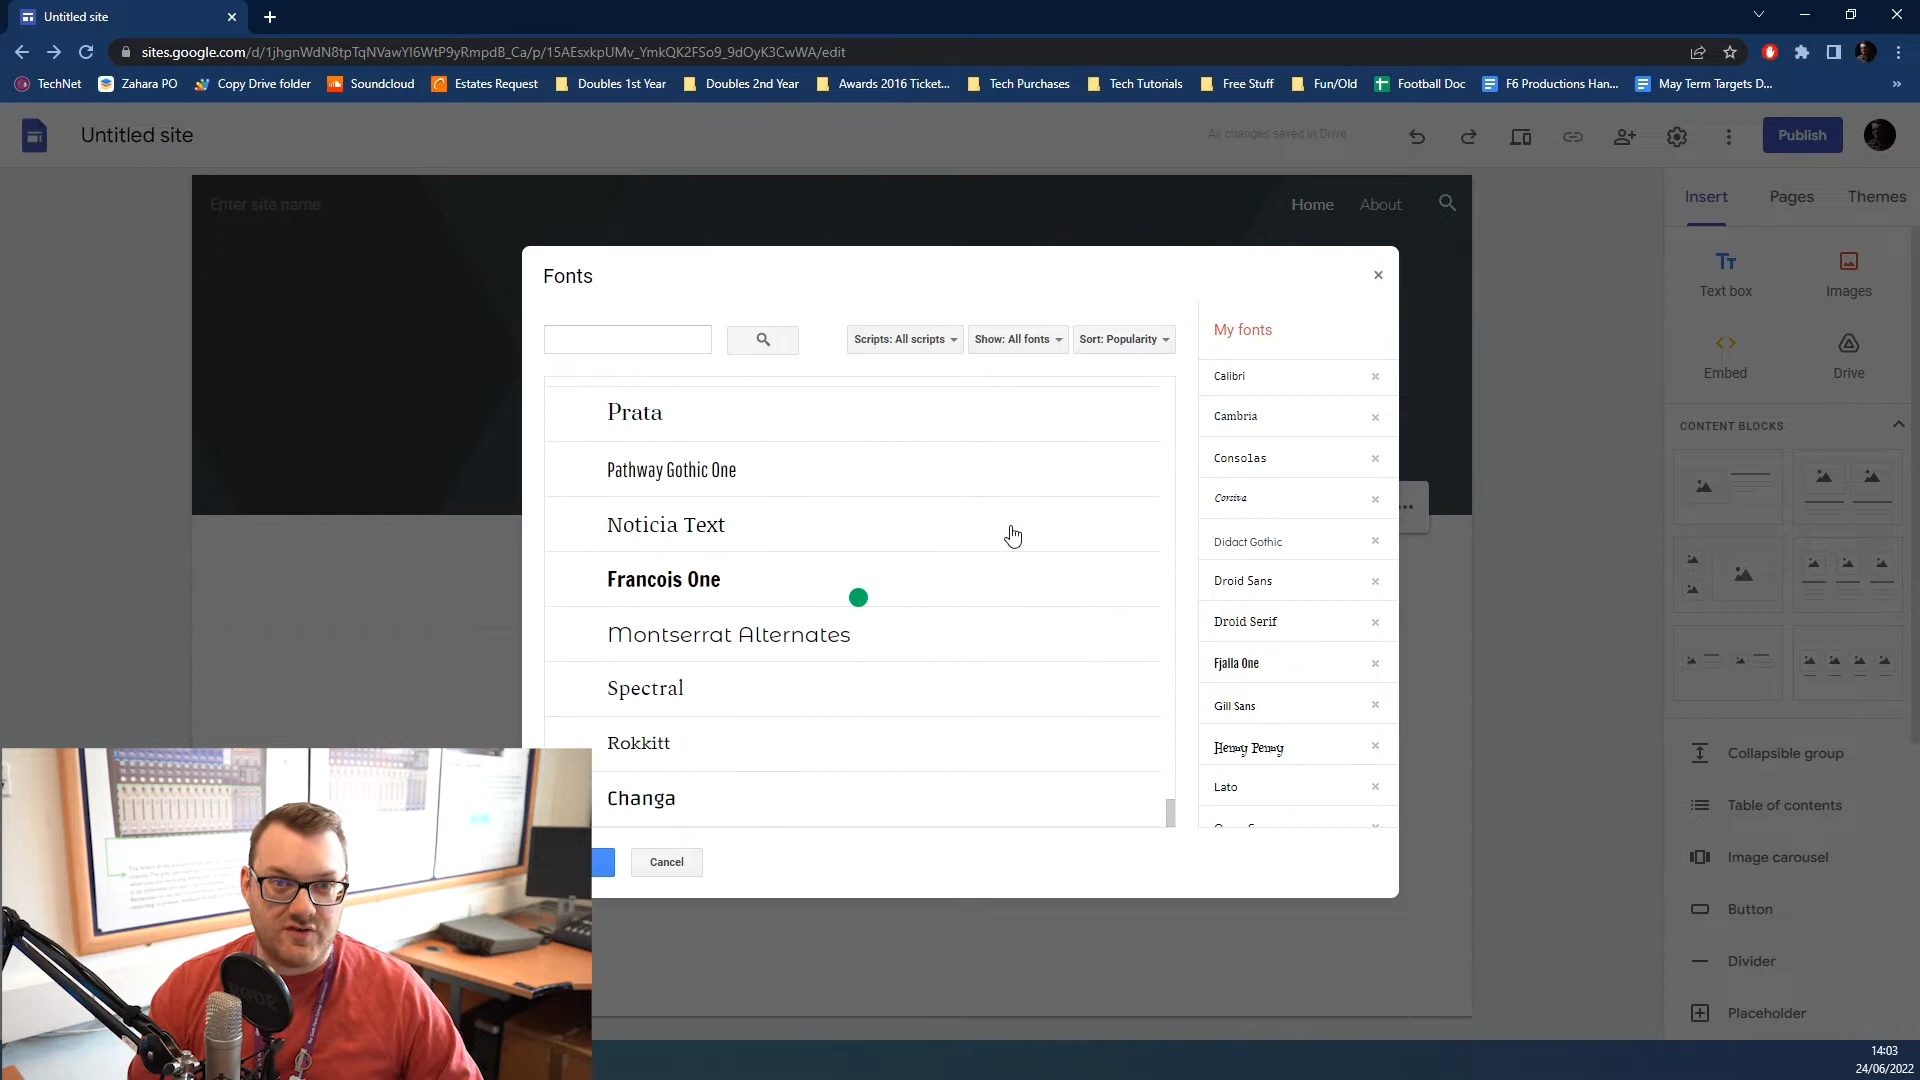 Untitled site
sites.google.com/d/1jhgnWdN8tpTqNVawYI6WtP9yRmpdB_Ca/p/15AEsxkpUMv_YmkQK2FSo9_9dOyK3CwWA/edit
TechNet
Zahara PO
Copy Drive folder
Soundcloud
Estates Request
Doubles 1st Year
Doubles 2nd Year
Awards 2016 Ticket...
Tech Purchases
Tech Tutorials
Free Stuff
Fun/Old
Football Doc
F6 Productions Han...
May Term Targets D...
»
Untitled site
All changes saved in Drive
Publish
Enter site name
Home
About
Insert
Pages
Themes
Text box
Images
Embed
Drive
CONTENT BLOCKS
Collapsible group
Table of contents
Image carousel
Button
Divider
Placeholder
Fonts
Scripts: All scripts
Show: All fonts
Sort: Popularity
Prata
Pathway Gothic One
Noticia Text
Francois One
Montserrat Alternates
Spectral
Rokkitt
Changa
Cancel
My fonts
Calibri
Cambria
Consolas
Corsiva
Didact Gothic
Droid Sans
Droid Serif
Fjalla One
Gill Sans
Henny Penny
Lato
14:03
24/06/2022